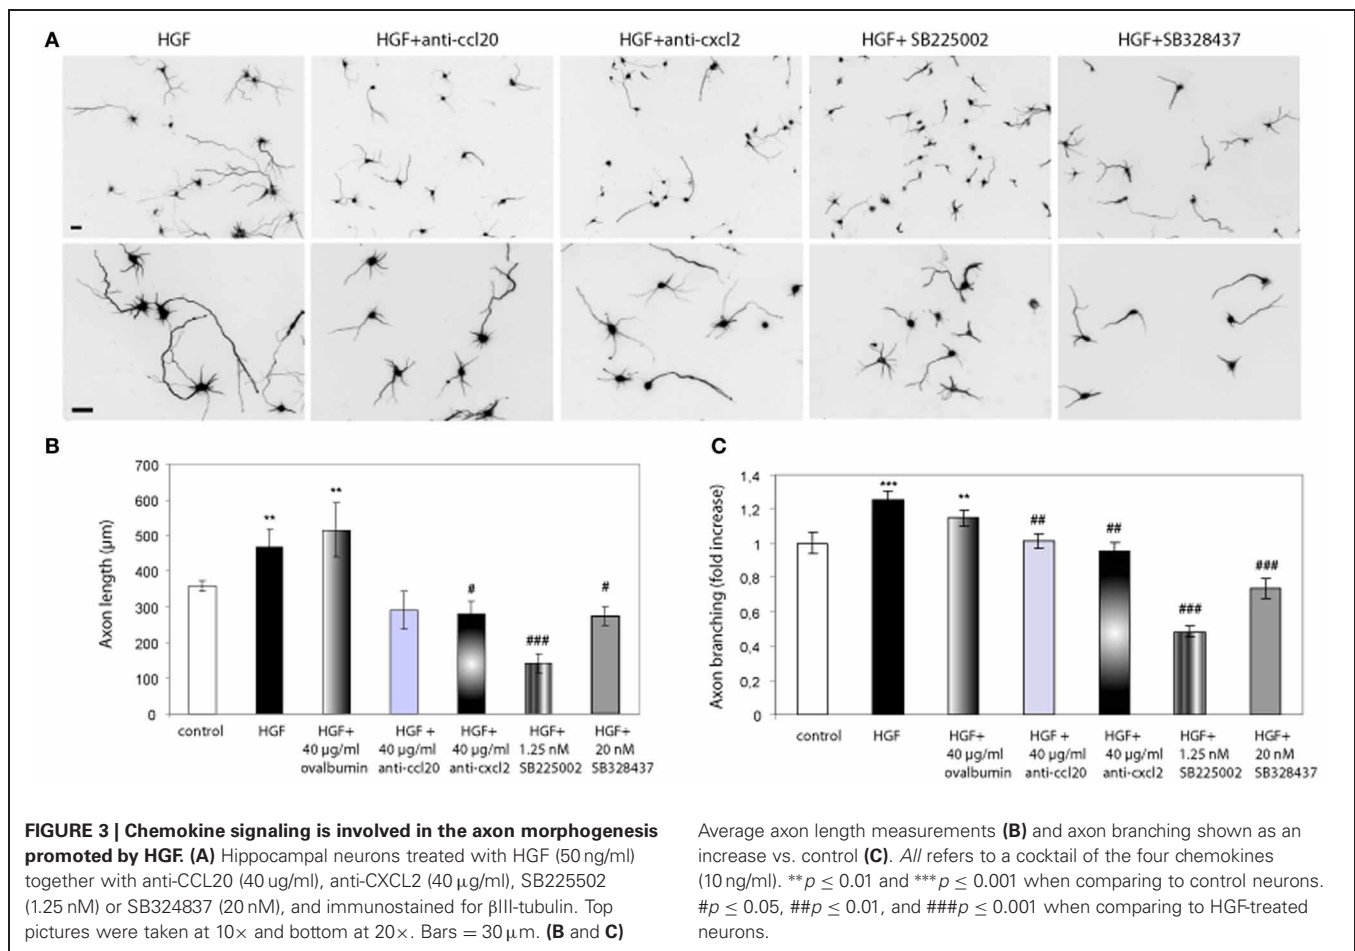 A
HGF
HGF+anti-ccl20
HGF+anti-cxcl2
HGF+ SB225002
HGF+SB328437
B
700
600
500
400
300
200
100
0
Axon length (µm)
**
**
#
###
#
control
HGF
HGF+
40 µg/ml
ovalbumin
HGF +
40 µg/ml
anti-ccl20
HGF+
40 µg/ml
anti-cxcl2
HGF+
1.25 nM
SB225002
HGF+
20 nM
SB328437
C
1,4
1,2
1
0,8
0,6
0,4
0,2
0
Axon branching (fold increase)
***
**
##
##
###
###
control
HGF
HGF+
40 µg/ml
ovalbumin
HGF +
40 µg/ml
anti-ccl20
HGF+
40 µg/ml
anti-cxcl2
HGF+
1.25 nM
SB225002
HGF+
20 nM
SB328437
FIGURE 3 | Chemokine signaling is involved in the axon morphogenesis
promoted by HGF. (A) Hippocampal neurons treated with HGF (50 ng/ml)
together with anti-CCL20 (40 ug/ml), anti-CXCL2 (40 µg/ml), SB225502
(1.25 nM) or SB324837 (20 nM), and immunostained for βIII-tubulin. Top
pictures were taken at 10× and bottom at 20×. Bars = 30 µm. (B and C)
Average axon length measurements (B) and axon branching shown as an
increase vs. control (C). All refers to a cocktail of the four chemokines
(10 ng/ml). **p ≤ 0.01 and ***p ≤ 0.001 when comparing to control neurons.
#p ≤ 0.05, ##p ≤ 0.01, and ###p ≤ 0.001 when comparing to HGF-treated
neurons.